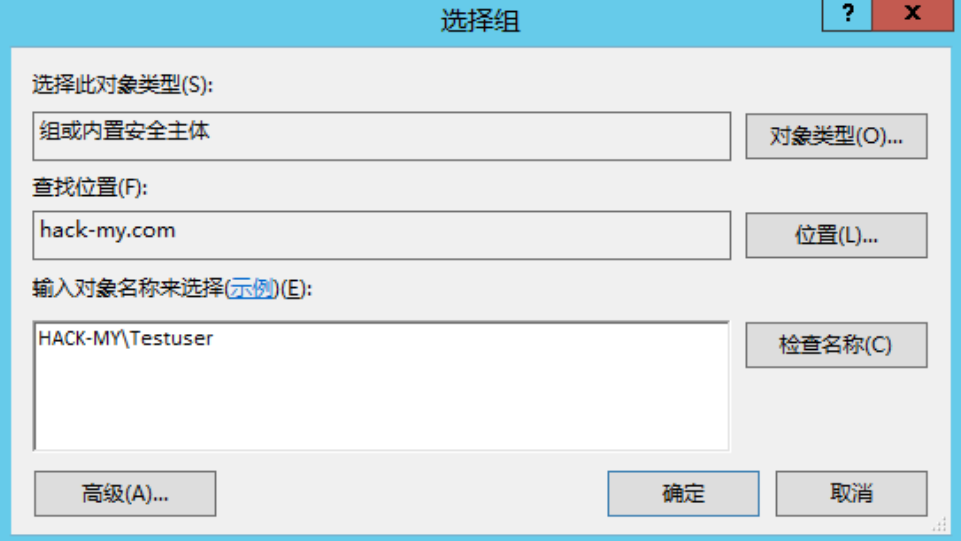 选择组
? x
选择此对象类型(S):
组或内置安全主体
对象类型(O)...
查找位置(F):
hack-my.com
位置(L)...
输入对象名称来选择(示例)(E):
HACK-MY\Testuser
检查名称(C)
高级(A)...
确定
取消